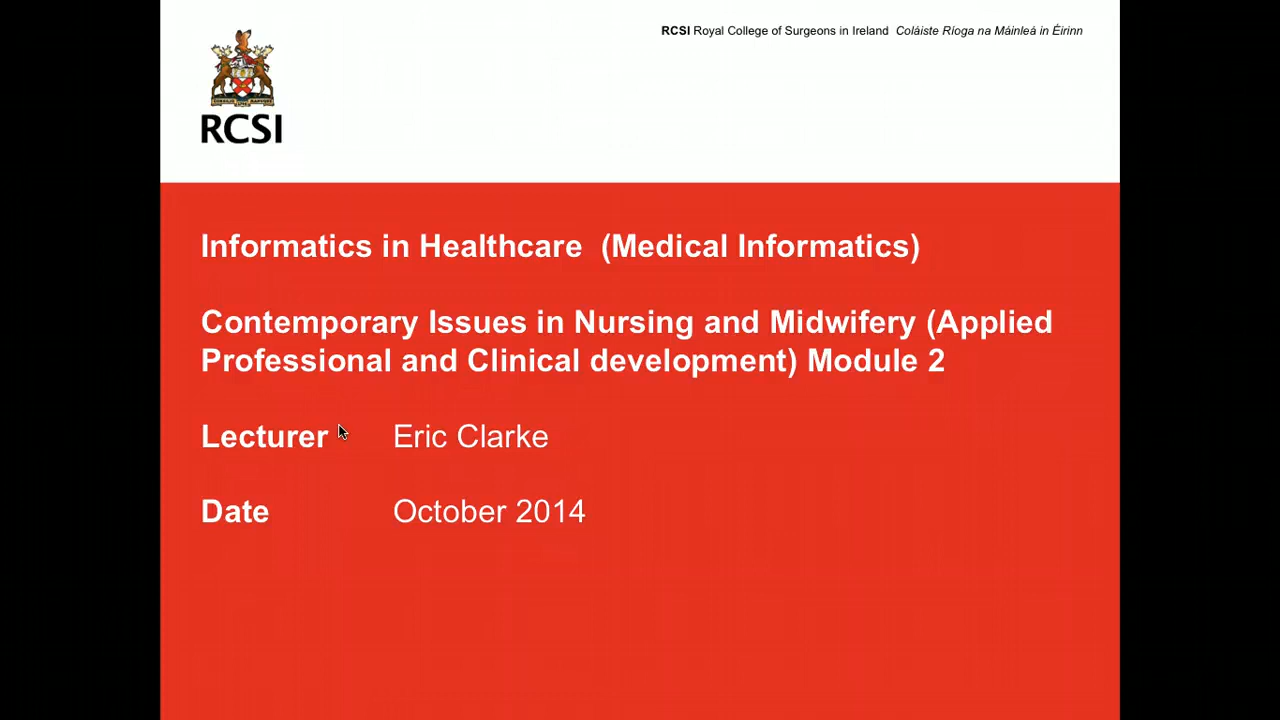 RCSI Royal College of Surgeons in Ireland Coláiste Ríoga na Máinleá in Éirinn
RCSI
Informatics in Healthcare (Medical Informatics)
Contemporary Issues in Nursing and Midwifery (Applied
Professional and Clinical development) Module 2
Lecturer Eric Clarke
Date October 2014